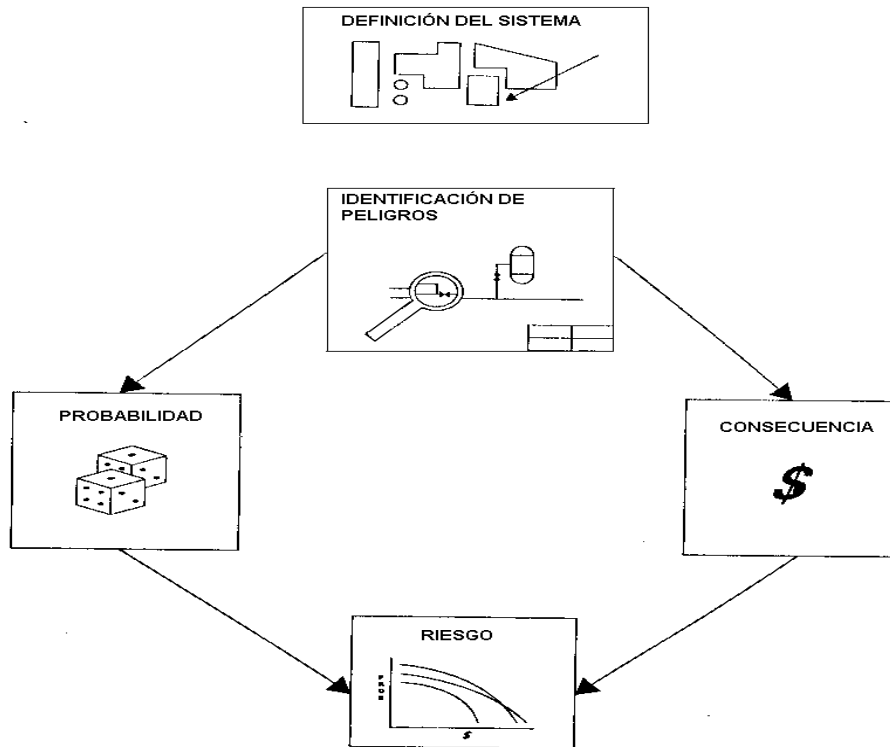 DEFINICIÓN DEL SISTEMA
IDENTIFICACIÓN DE
PELIGROS
PROBABILIDAD
CONSECUENCIA
$
RIESGO
$